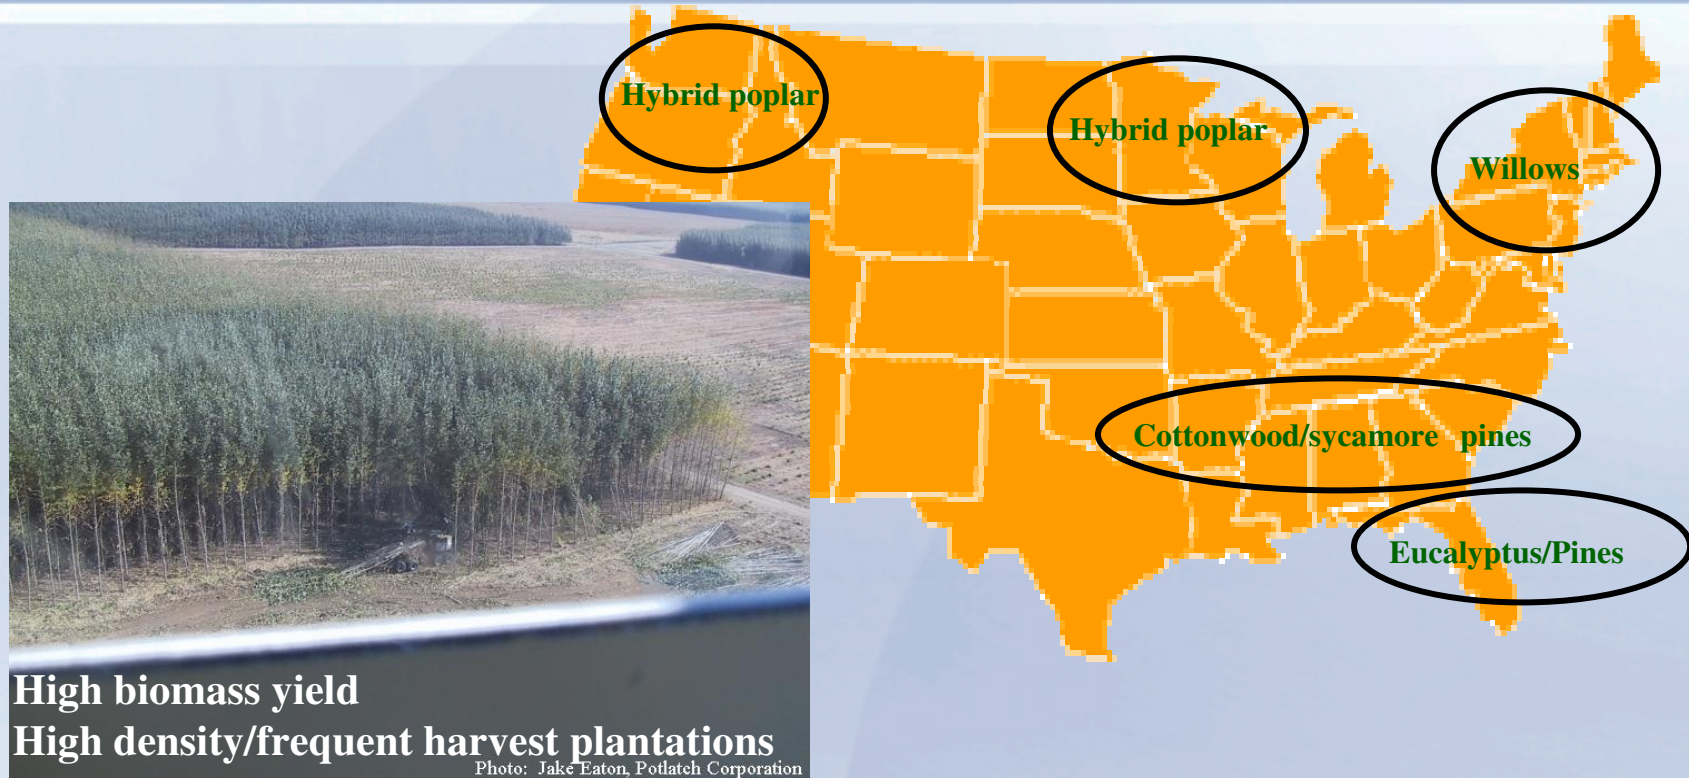 Hybrid poplar
Hybrid poplar
Willows
Cottonwood/sycamore pines
Eucalyptus/Pines
High biomass yield
High density/frequent harvest plantations
Photo: Jake Eaton, Potlatch Corporation